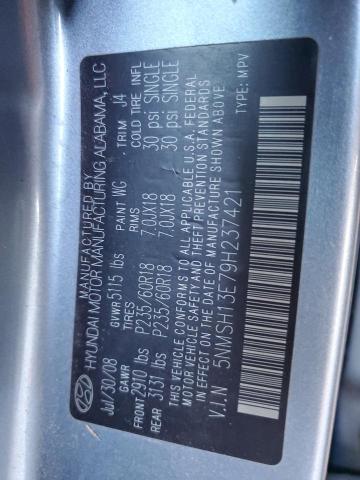 MANUFACTURED BY
HYUNDAI MOTOR MANUFACTURING ALABAMA, LLC
Jul/30/08 GVWR 5115 lbs PAINT WC TRIM J4
GAWR TIRES RIMS COLD TIRE INFL
FRONT 2910 lbs P235/60R18 7.0JX18 30 psi SINGLE
REAR 3131 lbs P235/60R18 7.0JX18 30 psi SINGLE
THIS VEHICLE CONFORMS TO ALL APPLICABLE U.S.A. FEDERAL
MOTOR VEHICLE SAFETY AND THEFT PREVENTION STANDARDS
IN EFFECT ON THE DATE OF MANUFACTURE SHOWN ABOVE
V.I.N 5NMSH13E79H237421 TYPE: MPV